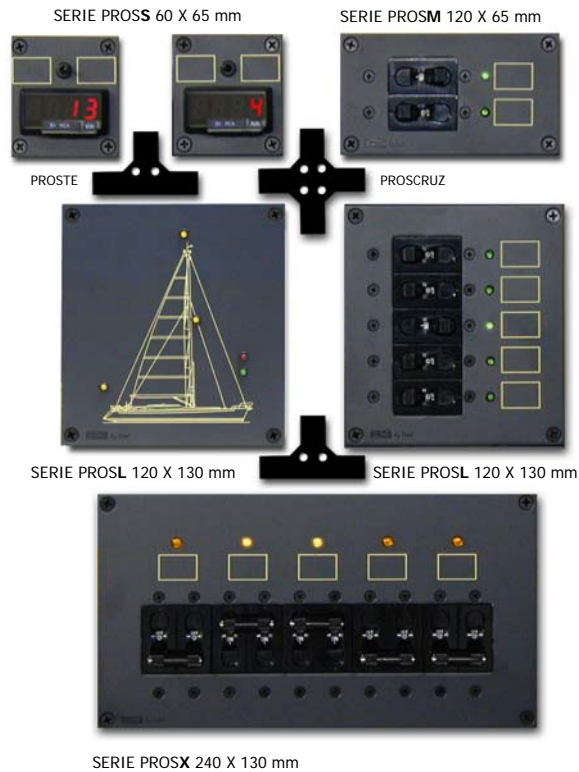 SERIE PROSS 60 X 65 mm
SERIE PROSM 120 X 65 mm
13
4
PROSTE
PROSCRUZ
SERIE PROSL 120 X 130 mm
SERIE PROSL 120 X 130 mm
SERIE PROSX 240 X 130 mm